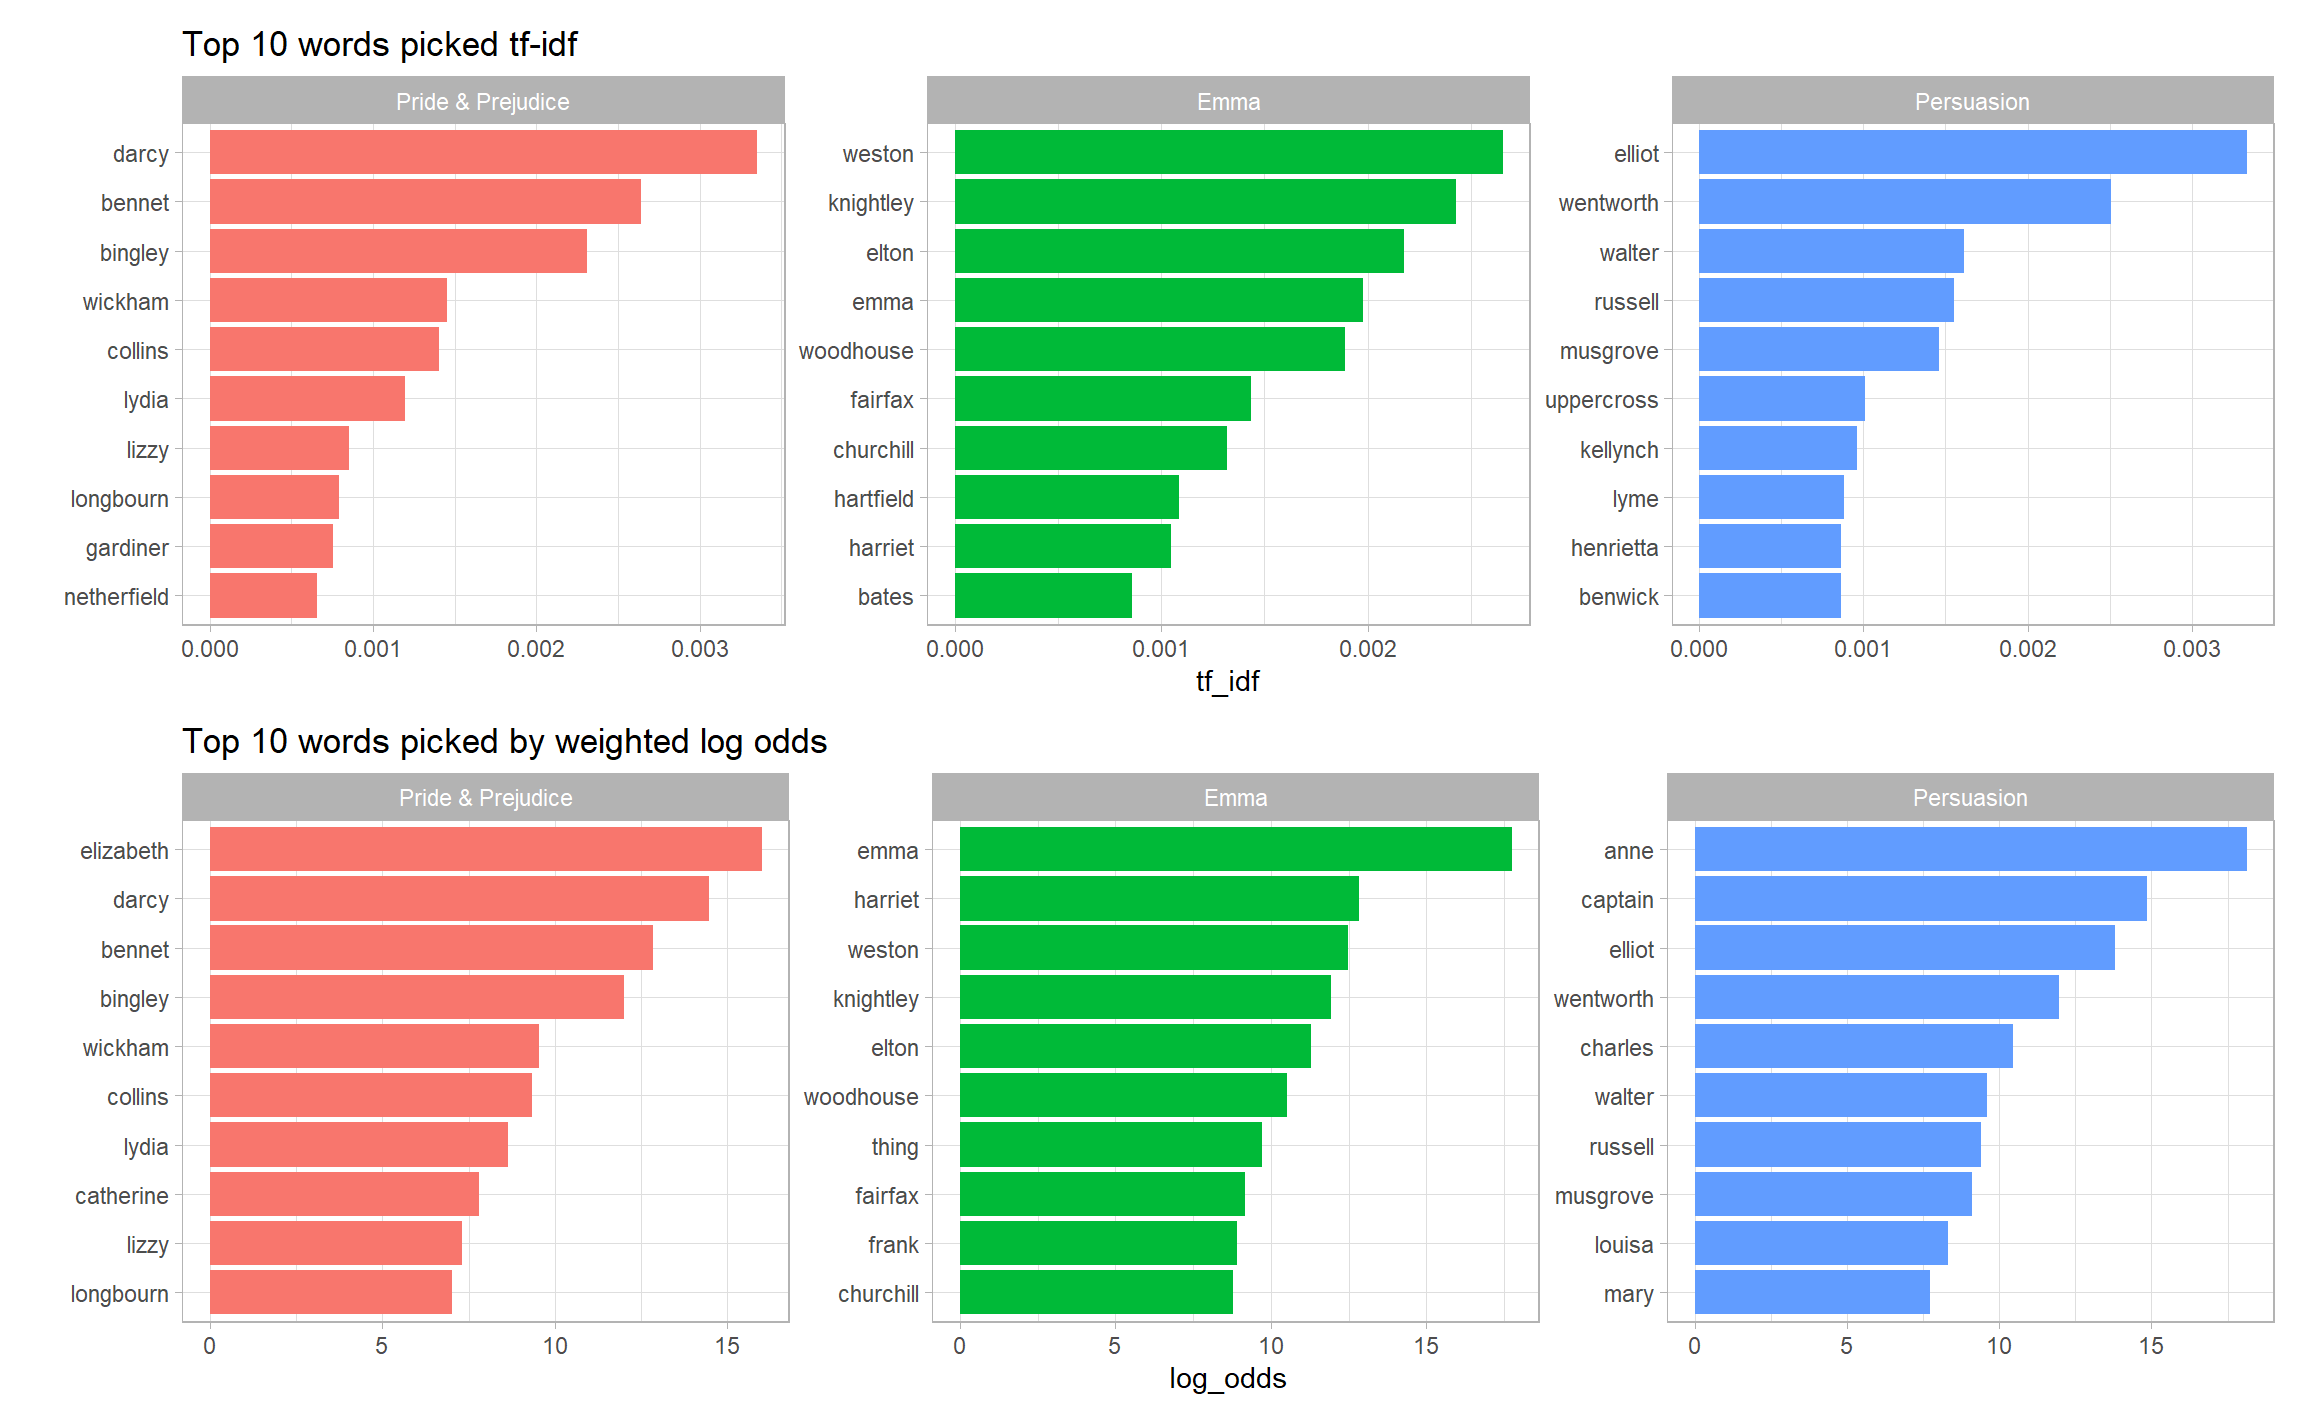 Top 10 words picked tf-idf
Pride & Prejudice
Emma
Persuasion
darcy
bennet
bingley
wickham
collins
lydia
lizzy
longbourn
gardiner
netherfield
0.000 0.001 0.002 0.003
weston
knightley
elton
emma
woodhouse
fairfax
churchill
hartfield
harriet
bates
0.000 0.001 0.002
elliot
wentworth
walter
russell
musgrove
uppercross
kellynch
lyme
henrietta
benwick
0.000 0.001 0.002 0.003
tf_idf
Top 10 words picked by weighted log odds
Pride & Prejudice
Emma
Persuasion
elizabeth
darcy
bennet
bingley
wickham
collins
lydia
catherine
lizzy
longbourn
0 5 10 15
emma
harriet
weston
knightley
elton
woodhouse
thing
fairfax
frank
churchill
0 5 10 15
anne
captain
elliot
wentworth
charles
walter
russell
musgrove
louisa
mary
0 5 10 15
log_odds